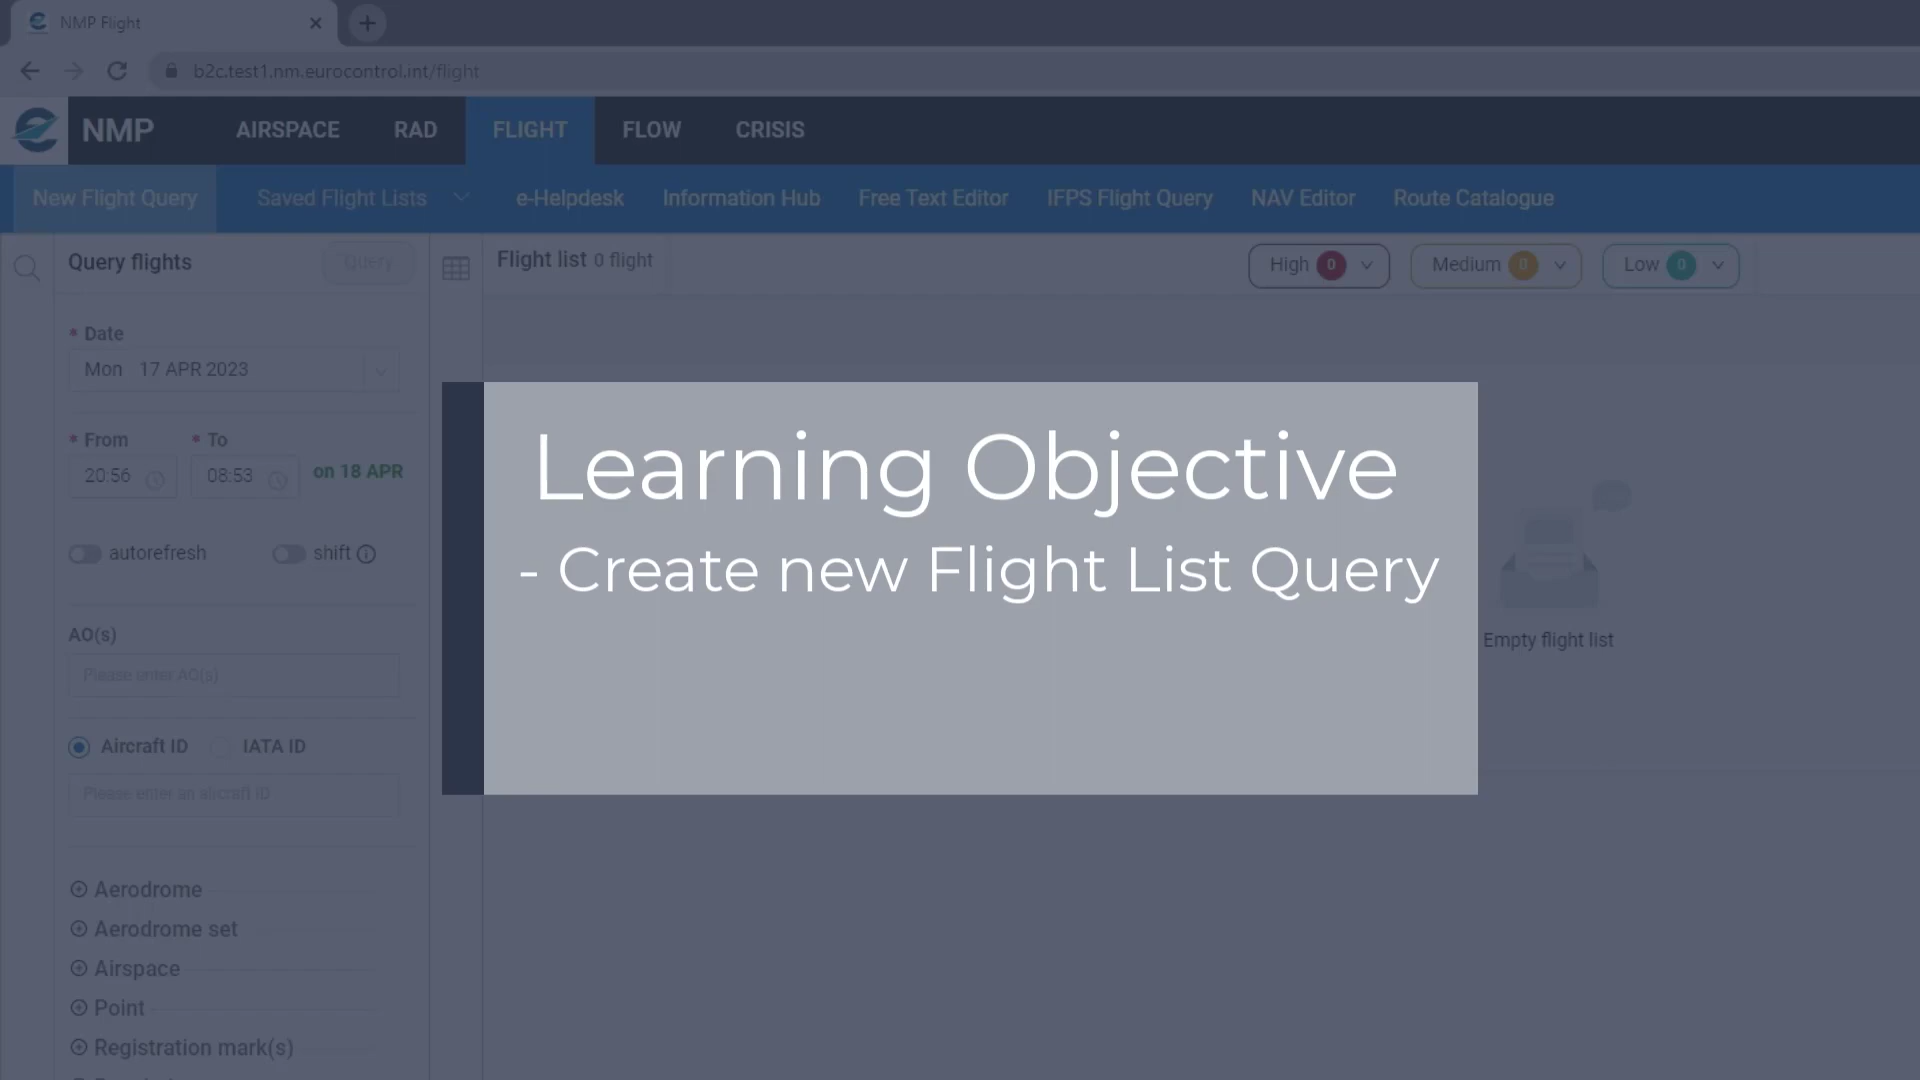 NMP Flight
b2c.test1.nm.eurocontrol.int/flight
NMP AIRSPACE RAD FLIGHT FLOW CRISIS
New Flight Query Saved Flight Lists e-Helpdesk Information Hub Free Text Editor IFPS Flight Query NAV Editor Route Catalogue
Query flights Query
Flight list 0 flight High 0 Medium 0 Low 0
* Date
Mon 17 APR 2023
* From * To
20:56 08:53 on 18 APR
autorefresh shift
AO(s)
Please enter AO(s)
Aircraft ID IATA ID
Please enter an aircraft ID
Aerodrome
Aerodrome set
Airspace
Point
Registration mark(s)
Learning Objective
- Create new Flight List Query
Empty flight list